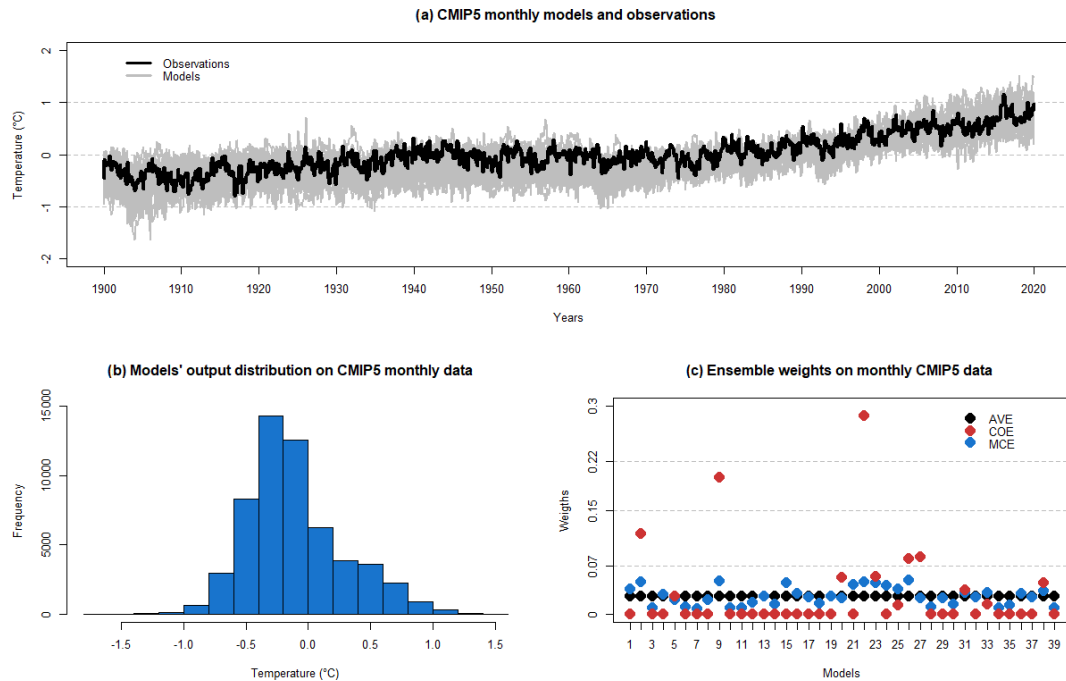 (a) CMIP5 monthly models and observations
2
1
0
-1
-2
Temperature (°C)
Observations
Models
1900 1910 1920 1930 1940 1950 1960 1970 1980 1990 2000 2010 2020
Years
(b) Models' output distribution on CMIP5 monthly data
15000
10000
5000
0
Frequency
-1.5 -1.0 -0.5 0.0 0.5 1.0 1.5
Temperature (°C)
(c) Ensemble weights on monthly CMIP5 data
0.3
0.22
0.15
0.07
0
Weigths
AVE
COE
MCE
1 3 5 7 9 11 13 15 17 19 21 23 25 27 29 31 33 35 37 39
Models